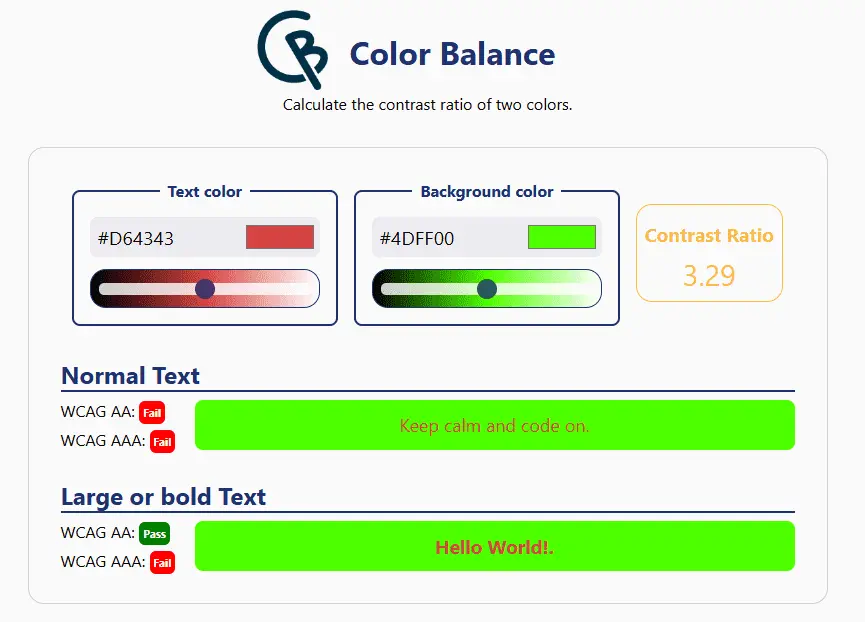 Color Balance
Calculate the contrast ratio of two colors.
Text color
#D64343
Background color
#4DFF00
Contrast Ratio
3.29
Normal Text
WCAG AA: Fail
WCAG AAA: Fail
Keep calm and code on.
Large or bold Text
WCAG AA: Pass
WCAG AAA: Fail
Hello World!.